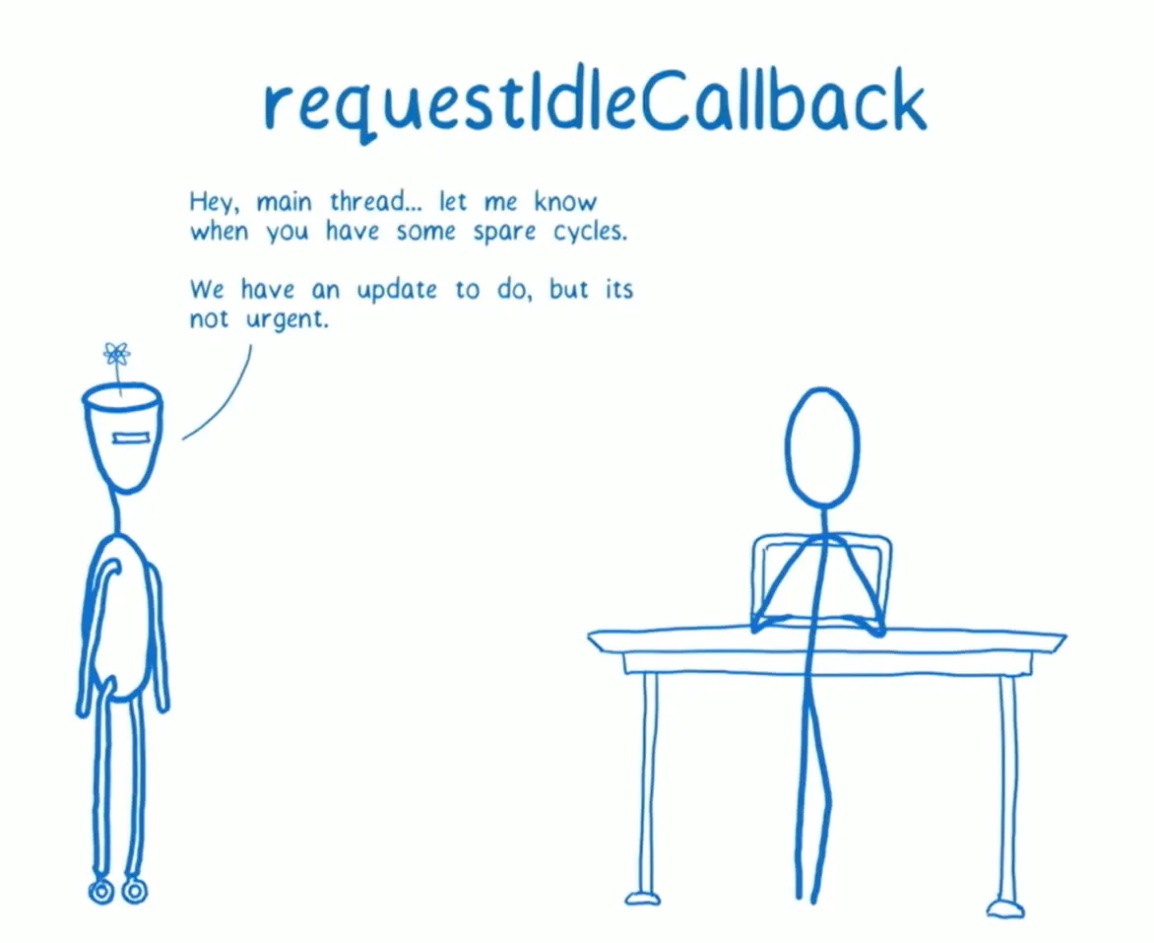 requestIdleCallback
Hey, main thread... let me know
when you have some spare cycles.
We have an update to do, but its
not urgent.